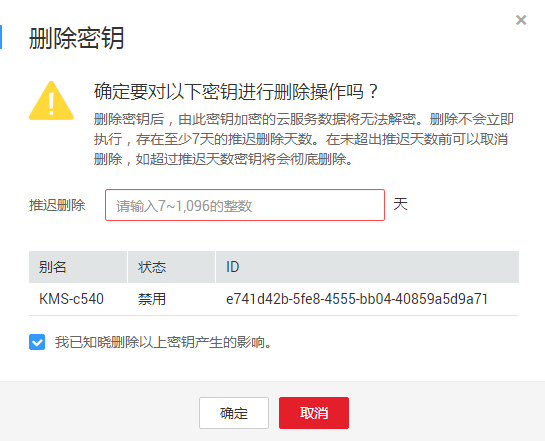 删除密钥
确定要对以下密钥进行删除操作吗？
删除密钥后，由此密钥加密的云服务数据将无法解密。删除不会立即
执行，存在至少7天的推迟删除天数。在未超出推迟天数前可以取消
删除，如超过推迟天数密钥将会彻底删除。
推迟删除 请输入7~1,096的整数 天
别名 状态 ID
KMS-c540 禁用 e741d42b-5fe8-4555-bb04-40859a5d9a71
我已知晓删除以上密钥产生的影响。
确定 取消